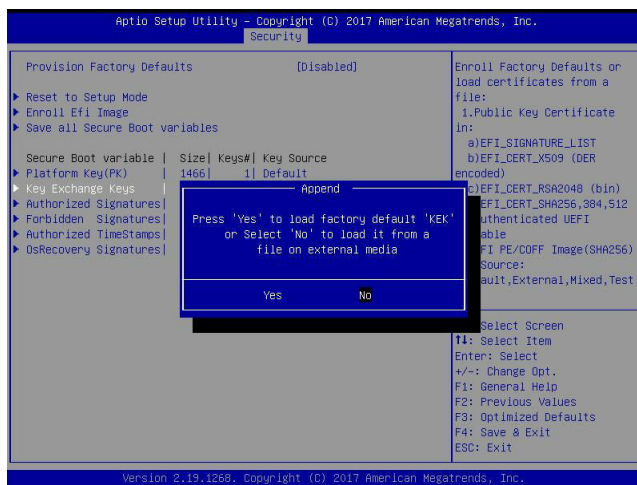 Aptio Setup Utility – Copyright (C) 2017 American Megatrends, Inc.
Security
Provision Factory Defaults [Disabled]
Reset to Setup Mode
Enroll Efi Image
Save all Secure Boot variables
Secure Boot variable | Size| Keys#| Key Source
Platform Key(PK) | 1466| 1| Default
Key Exchange Keys |
Authorized Signatures|
Forbidden Signatures|
Authorized TimeStamps|
OsRecovery Signatures|
Append
Press 'Yes' to load factory default 'KEK'
or Select 'No' to load it from a
file on external media
Yes No
Enroll Factory Defaults or
load certificates from a
file:
1.Public Key Certificate
in:
a)EFI_SIGNATURE_LIST
b)EFI_CERT_X509 (DER
encoded)
c)EFI_CERT_RSA2048 (bin)
EFI_CERT_SHA256,384,512
uthenticated UEFI
able
FI PE/COFF Image(SHA256)
Source:
ault,External,Mixed,Test
Select Screen
↑↓: Select Item
Enter: Select
+/-: Change Opt.
F1: General Help
F2: Previous Values
F3: Optimized Defaults
F4: Save & Exit
ESC: Exit
Version 2.19.1268. Copyright (C) 2017 American Megatrends, Inc.